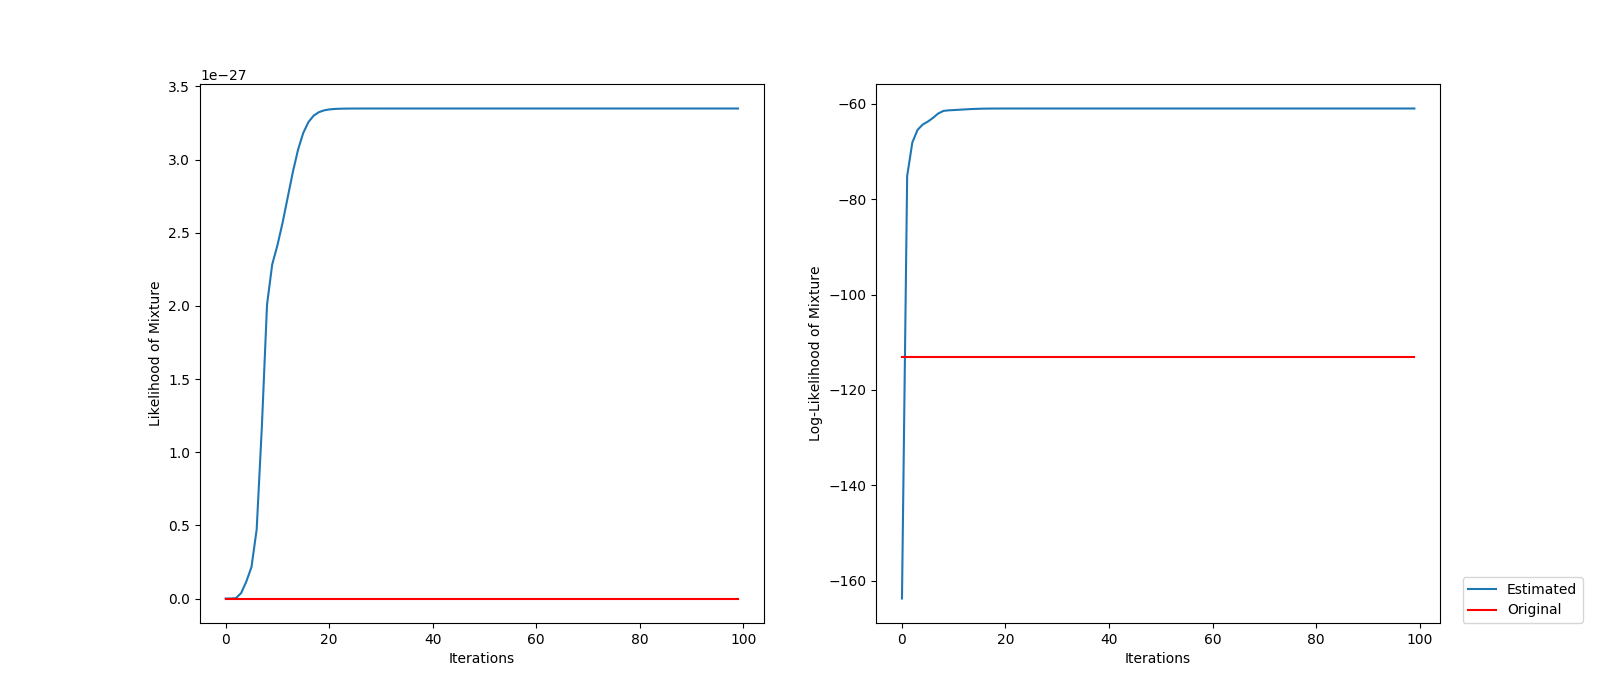 1e−27
3.5
3.0
2.5
2.0
1.5
1.0
0.5
0.0
Likelihood of Mixture
0 20 40 60 80 100
Iterations
−60
−80
−100
−120
−140
−160
Log-Likelihood of Mixture
0 20 40 60 80 100
Iterations
Estimated
Original